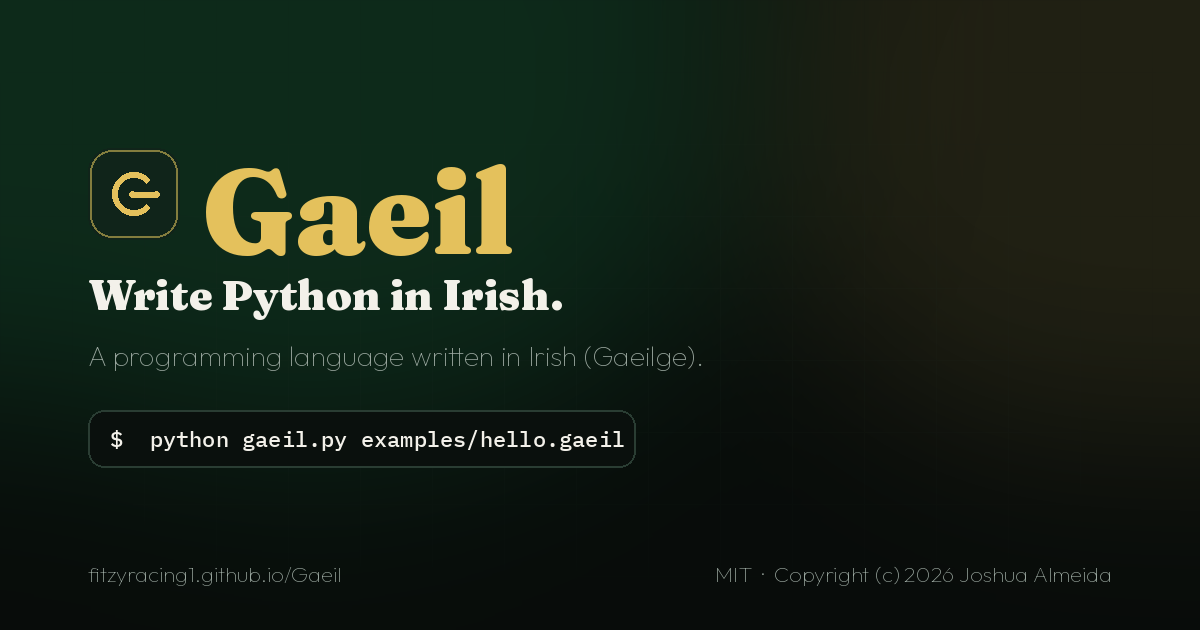 Gaeil
Write Python in Irish.
A programming language written in Irish (Gaeilge).
$ python gaeil.py examples/hello.gaeil
fitzyracing1.github.io/Gaeil
MIT · Copyright (c) 2026 Joshua Almeida